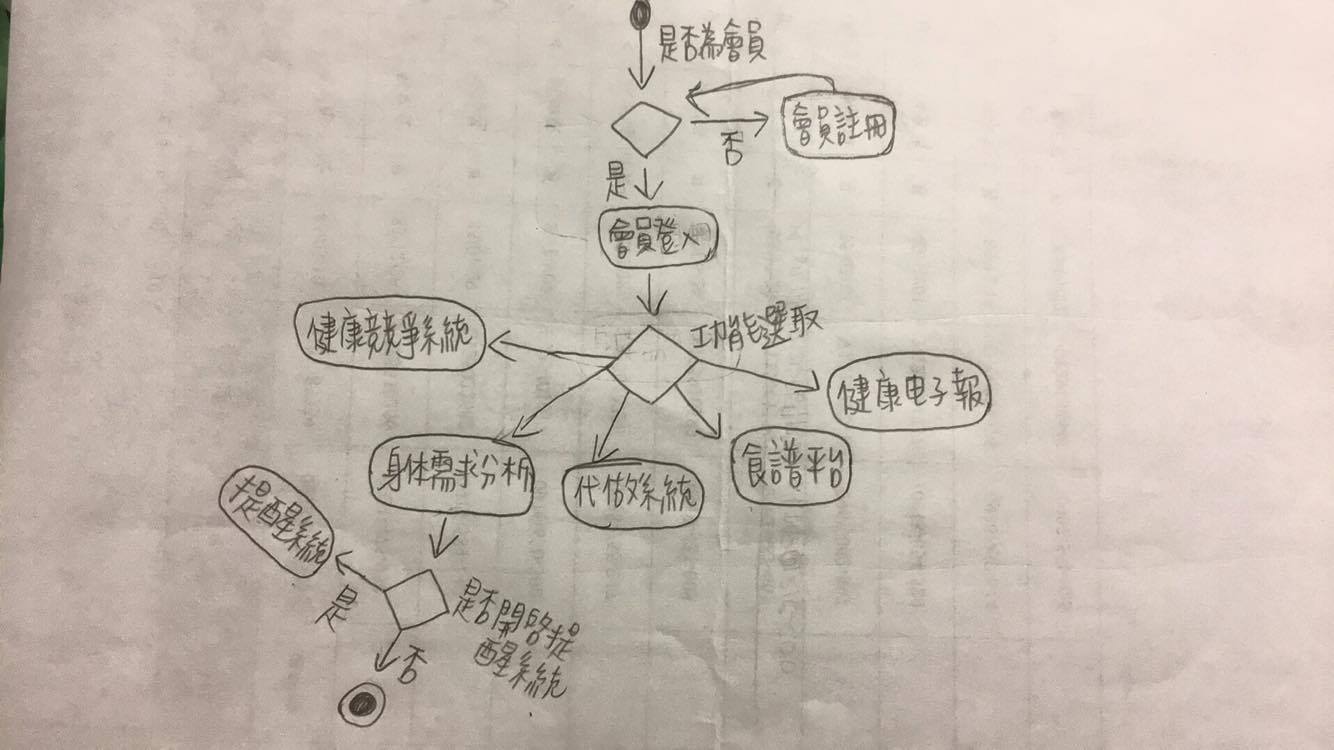 是否為會員
會員註冊
否
是
會員登入
功能選取
健康競爭系統
健康电子報
身体需求分析
代做系統
食譜平台
提醒系統
是
是否開啓提
醒系統
否